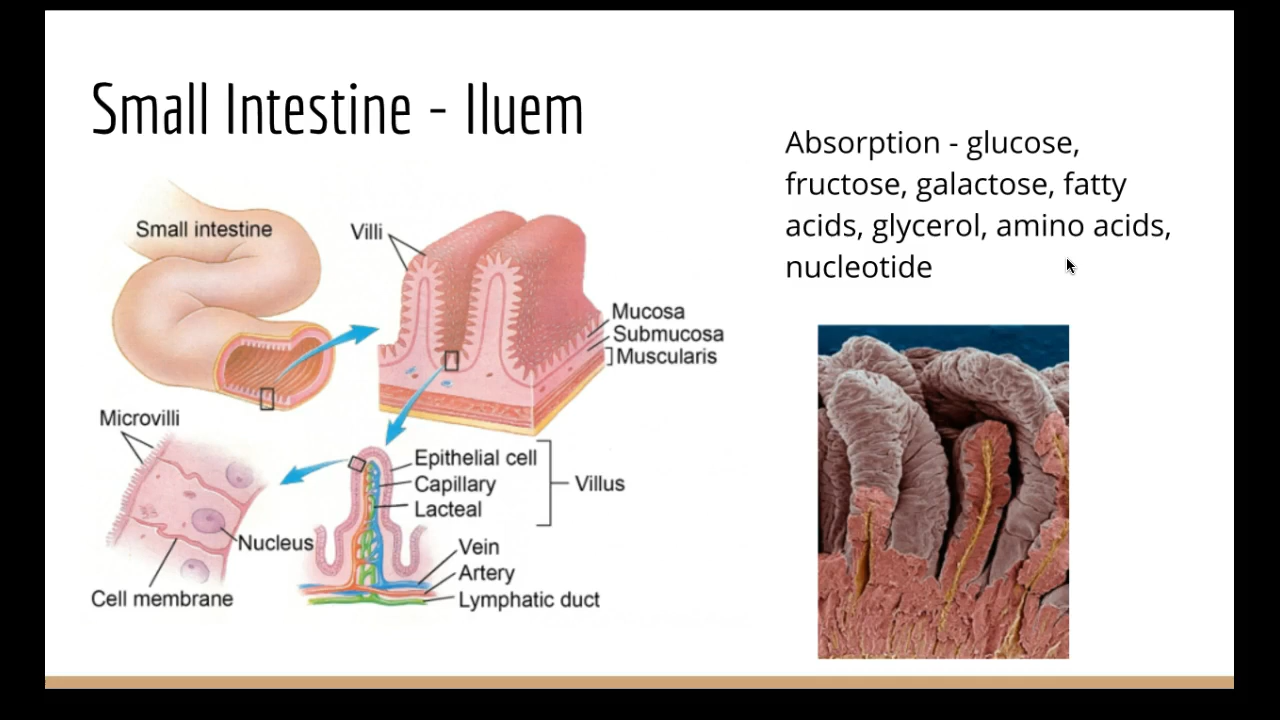 Small Intestine - Iluem
Absorption - glucose,
fructose, galactose, fatty
acids, glycerol, amino acids,
nucleotide
Small intestine
Villi
Mucosa
Submucosa
Muscularis
Microvilli
Epithelial cell
Capillary
Villus
Lacteal
Nucleus
Vein
Artery
Cell membrane
Lymphatic duct